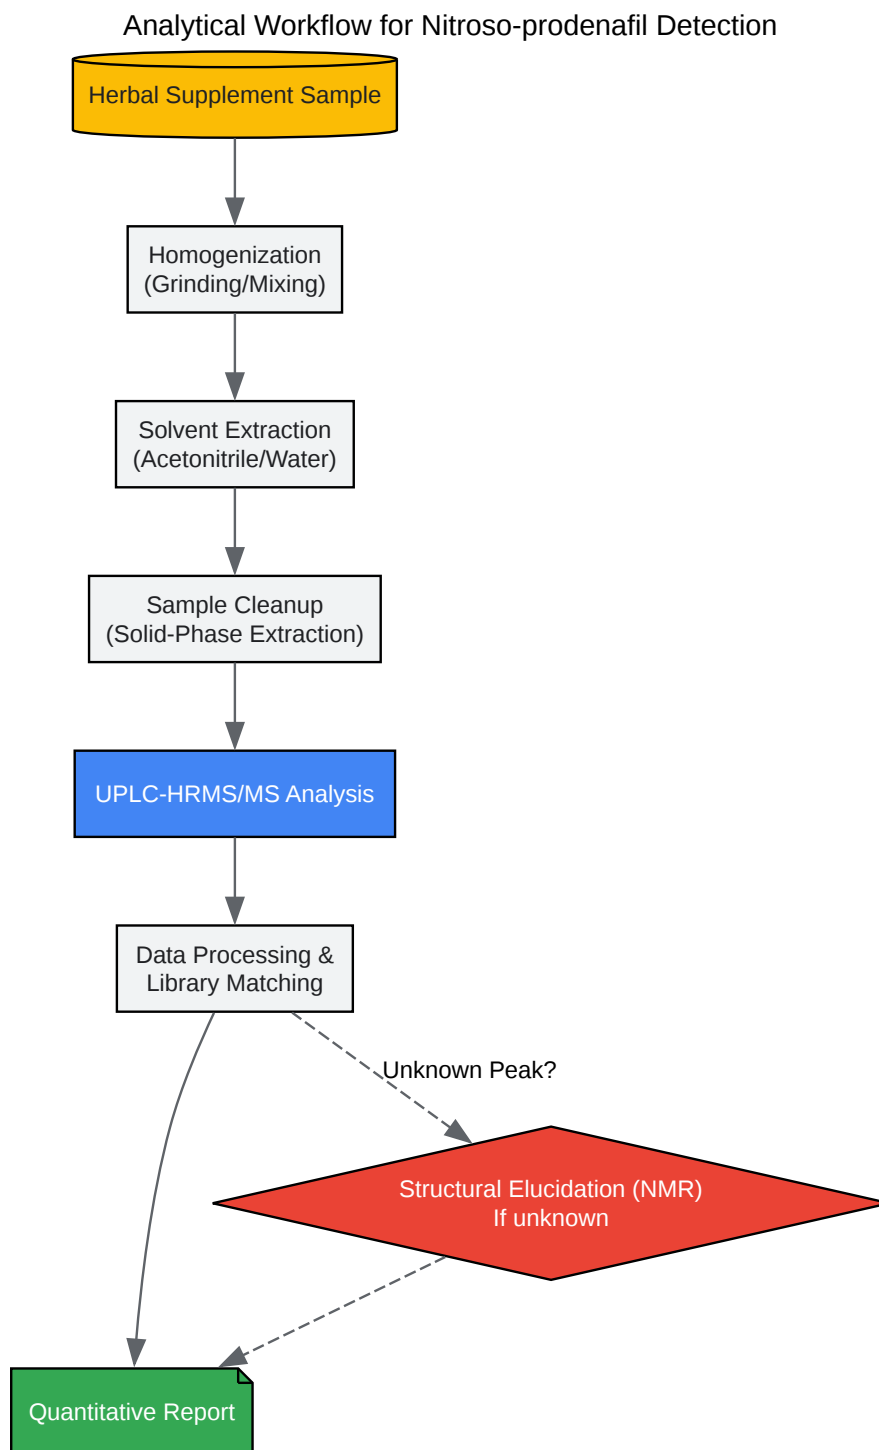 Analytical Workflow for Nitroso-prodenafil Detection
Herbal Supplement Sample
Homogenization
(Grinding/Mixing)
Solvent Extraction
(Acetonitrile/Water)
Sample Cleanup
(Solid-Phase Extraction)
UPLC-HRMS/MS Analysis
Data Processing &
Library Matching
Unknown Peak?
Structural Elucidation (NMR)
If unknown
Quantitative Report